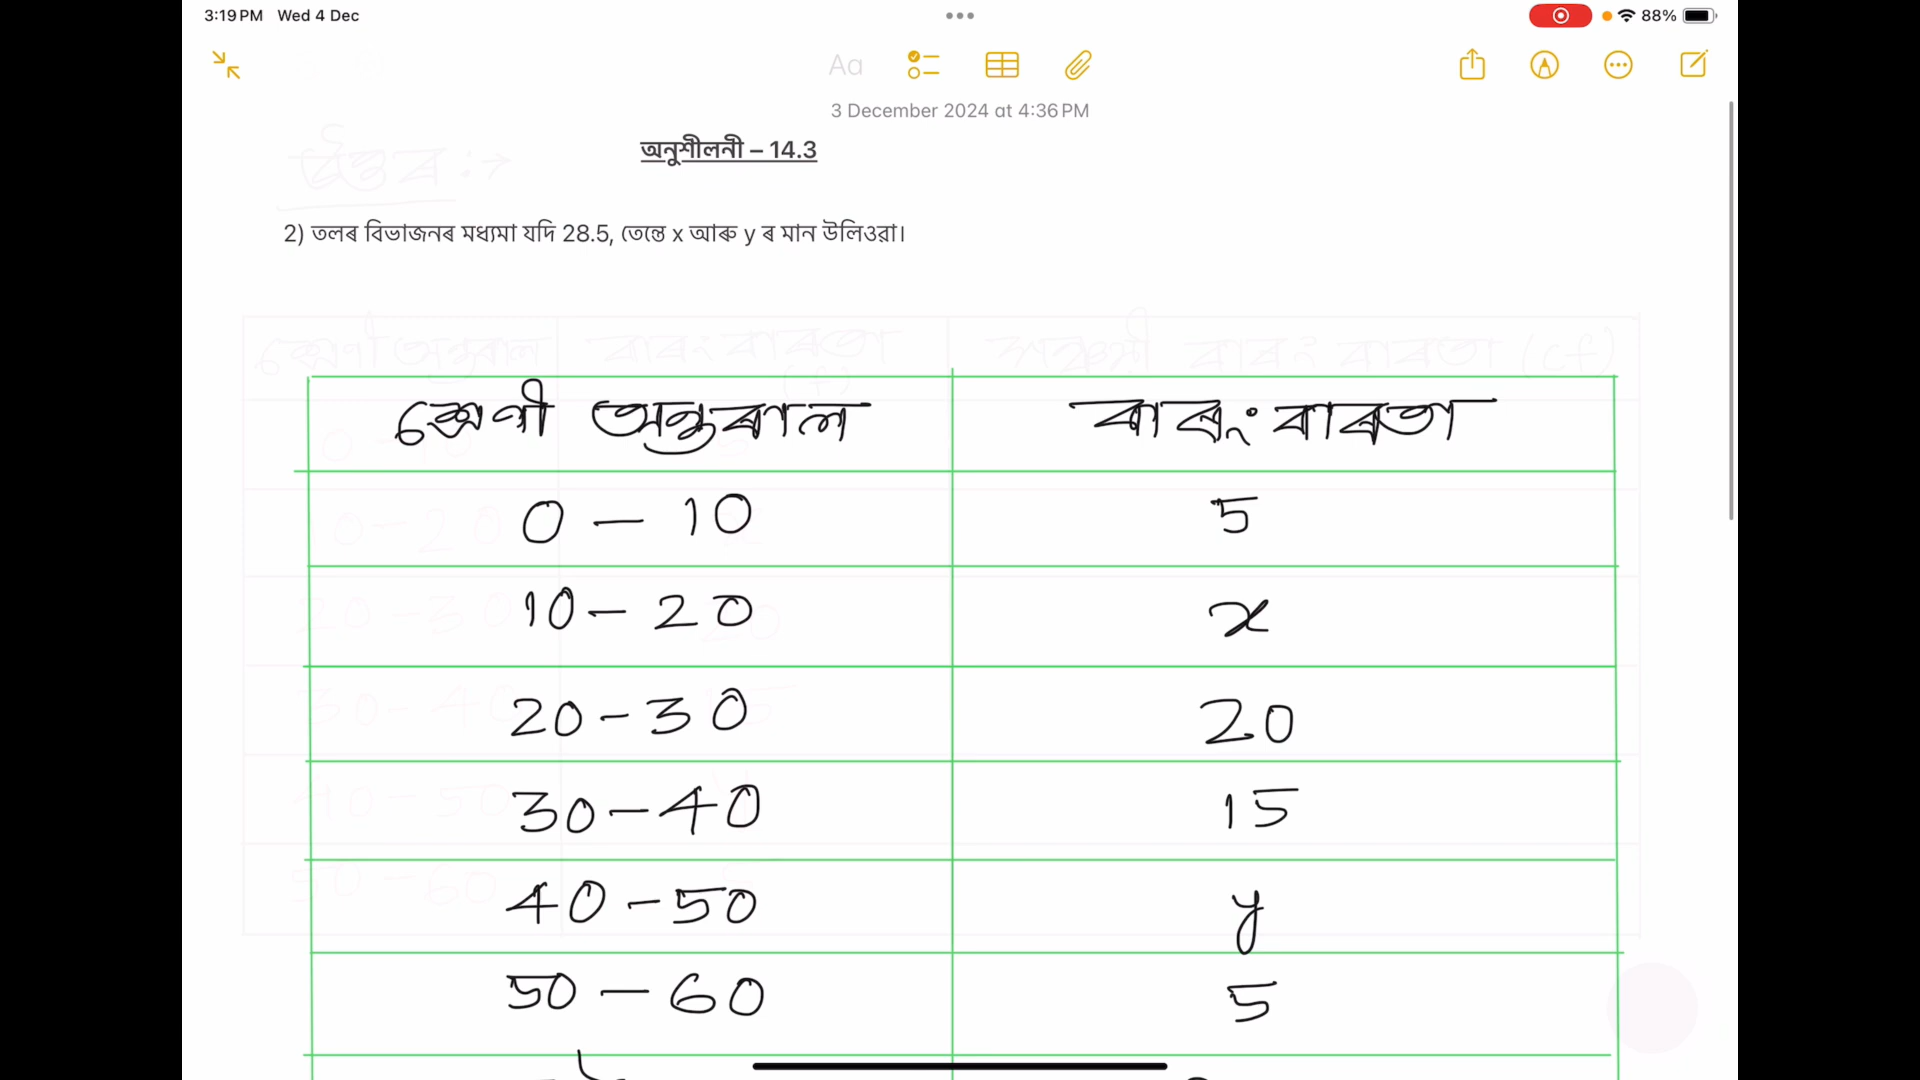 3:19 PM Wed 4 Dec
88%
Aa
3 December 2024 at 4:36 PM
অনুশীলনী – 14.3
উত্তৰ :→
2) তলৰ বিভাজনৰ মধ্যমা যদি 28.5, তেন্তে x আৰু y ৰ মান উলিওৱা।
শ্ৰেণী অন্তৰাল বাৰংবাৰতা
0 – 10 5
10 – 20 x
20 – 30 20
30 – 40 15
40 – 50 y
50 – 60 5